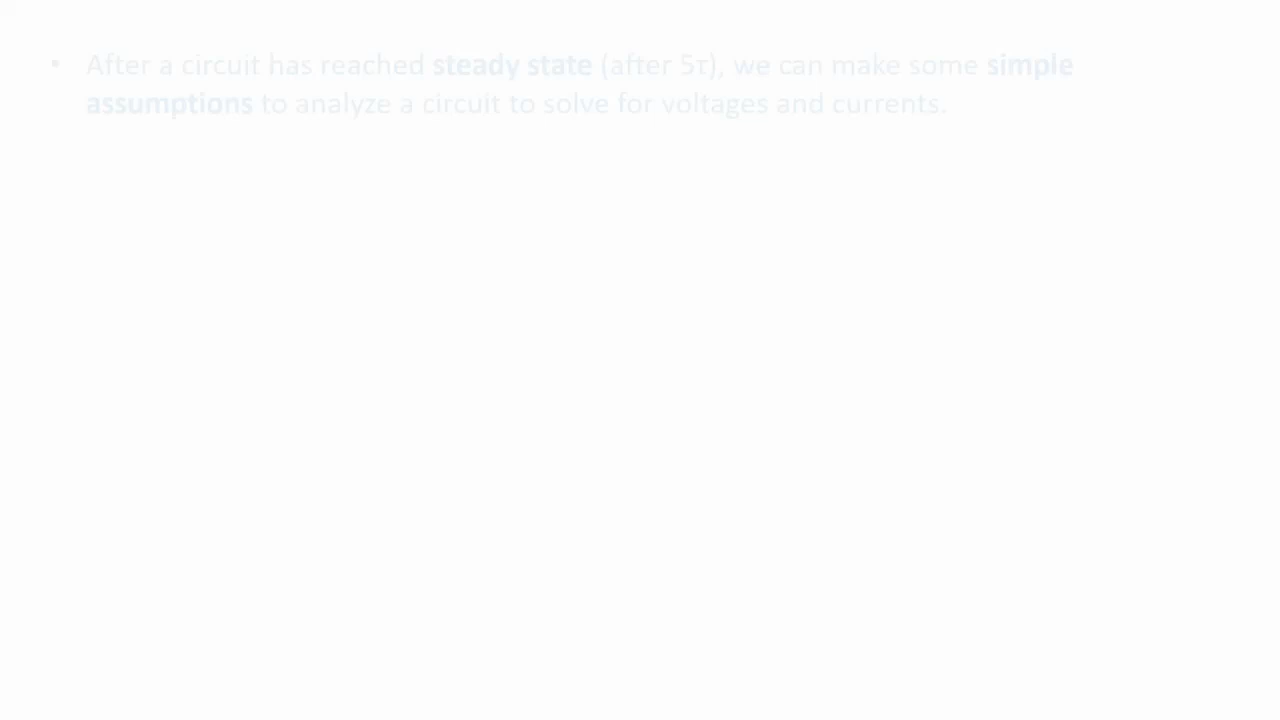 ▪ After a circuit has reached steady state (after 5τ), we can make some simple
assumptions to analyze a circuit to solve for voltages and currents.